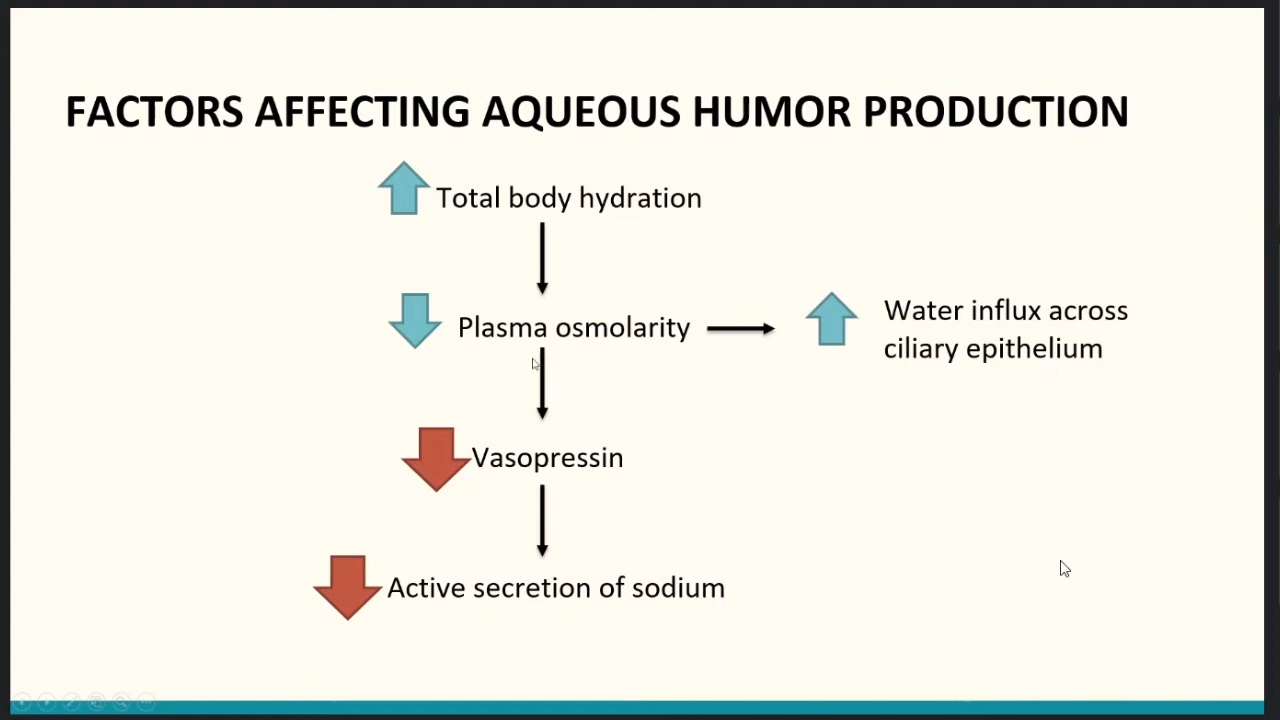 FACTORS AFFECTING AQUEOUS HUMOR PRODUCTION
Total body hydration
Plasma osmolarity
Water influx across
ciliary epithelium
Vasopressin
Active secretion of sodium